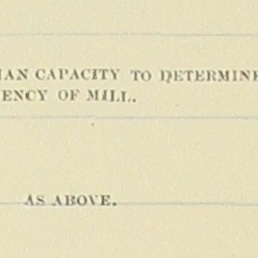 IAN CAPACITY TO DETERMINE
ENCY OF MILL.
AS ABOVE.